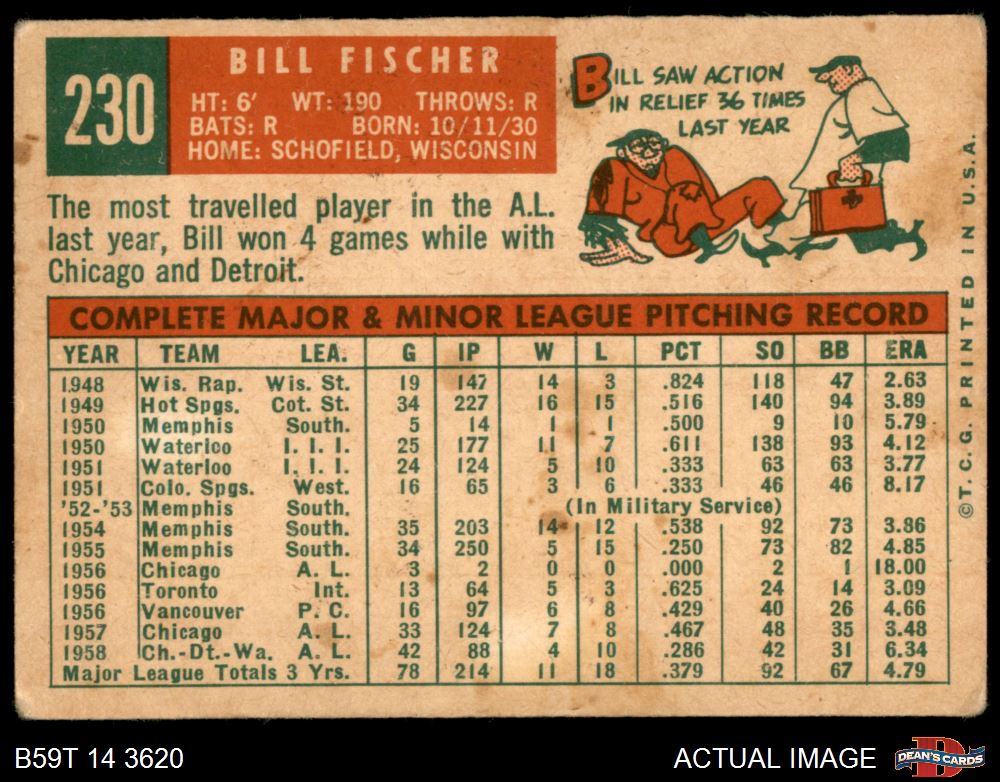 230
BILL FISCHER
HT: 6' WT: 190 THROWS: R
BATS: R BORN: 10/11/30
HOME: SCHOFIELD, WISCONSIN
BILL SAW ACTION
IN RELIEF 36 TIMES
LAST YEAR
The most travelled player in the A.L.
last year, Bill won 4 games while with
Chicago and Detroit.
COMPLETE MAJOR & MINOR LEAGUE PITCHING RECORD
YEAR TEAM LEA. G IP W L PCT SO BB ERA
1948 Wis. Rap. Wis. St. 19 147 14 3 .824 118 47 2.63
1949 Hot Spgs. Cot. St. 34 227 16 15 .516 140 94 3.89
1950 Memphis South. 5 14 1 1 .500 9 10 5.79
1950 Waterloo I. I. I. 25 177 11 7 .611 138 93 4.12
1951 Waterloo I. I. I. 24 124 5 10 .333 63 63 3.77
1951 Colo. Spgs. West. 16 65 3 6 .333 46 46 8.17
'52-'53 Memphis South. (In Military Service)
1954 Memphis South. 35 203 14 12 .538 92 73 3.86
1955 Memphis South. 34 250 5 15 .250 73 82 4.85
1956 Chicago A. L. 3 2 0 0 .000 2 1 18.00
1956 Toronto Int. 13 64 5 3 .625 24 14 3.09
1956 Vancouver P. C. 16 97 6 8 .429 40 26 4.66
1957 Chicago A. L. 33 124 7 8 .467 48 35 3.48
1958 Ch.-Dt.-Wa. A. L. 42 88 4 10 .286 42 31 6.34
Major League Totals 3 Yrs. 78 214 11 18 .379 92 67 4.79
©T. C. G. PRINTED IN U.S.A.
B59T 14 3620
ACTUAL IMAGE
D
DEAN'S CARDS